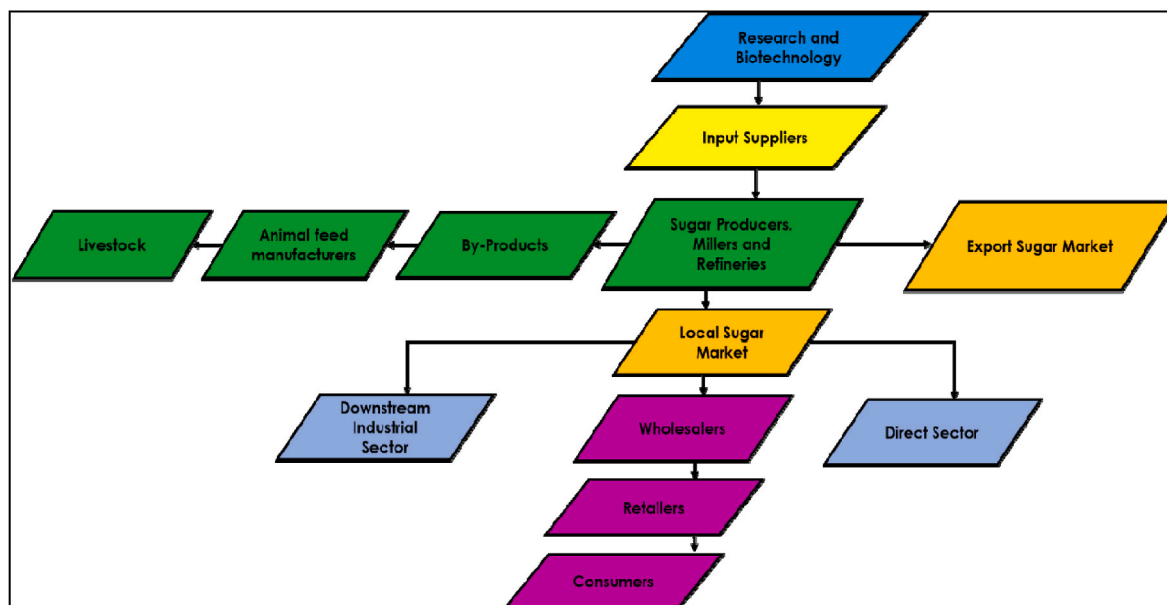 Research and
Biotechnology
Input Suppliers
Livestock
Animal feed
manufacturers
By-Products
Sugar Producers,
Millers and
Refineries
Export Sugar Market
Local Sugar
Market
Downstream
Industrial
Sector
Wholesalers
Direct Sector
Retailers
Consumers